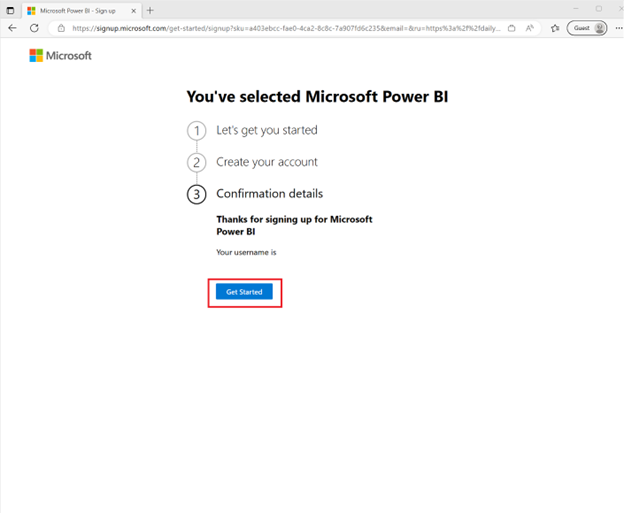 Microsoft Power BI - Sign up
https://signup.microsoft.com/get-started/signup?sku=a403ebcc-fae0-4ca2-8c8c-7a907fd6c235&email=&ru=https%3a%2f%2fdaily...
Guest
Microsoft
You've selected Microsoft Power BI
1 Let's get you started
2 Create your account
3 Confirmation details
Thanks for signing up for Microsoft
Power BI
Your username is
Get Started